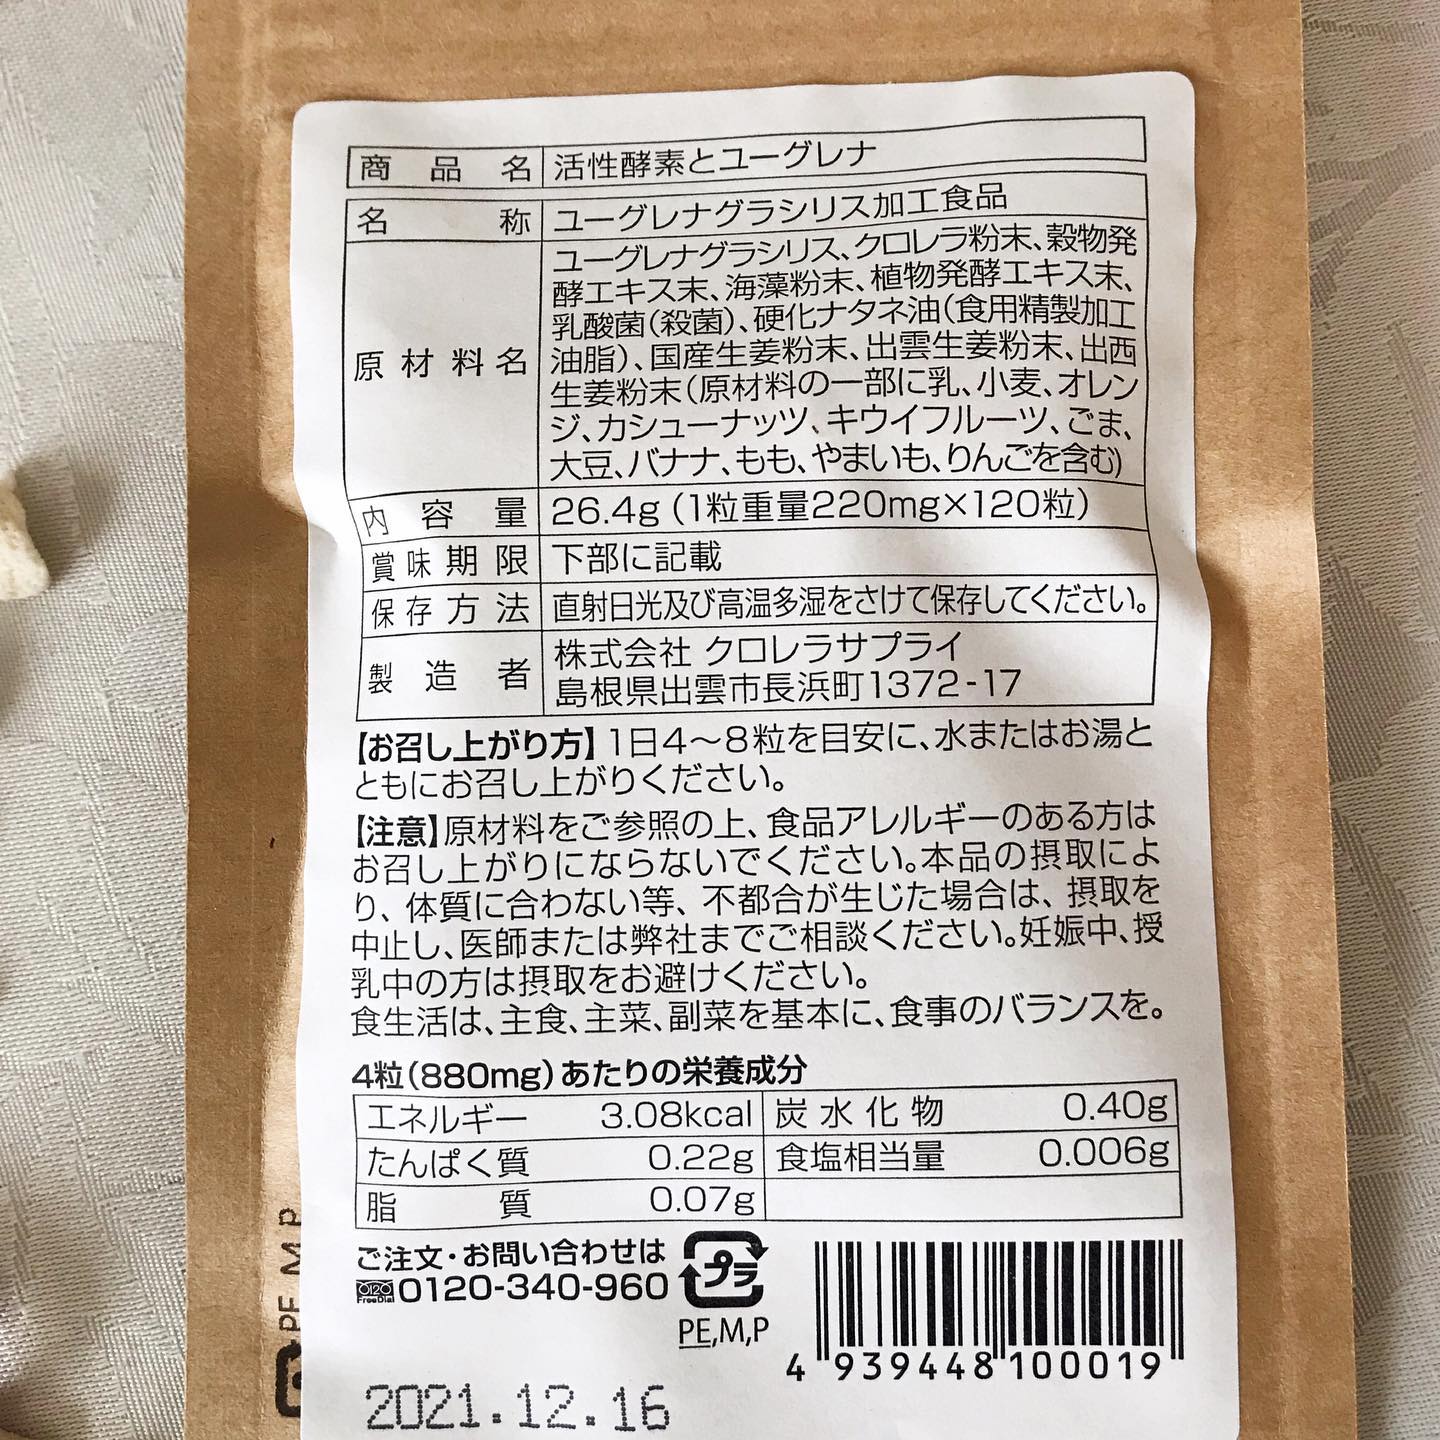 商品名 活性酵素とユーグレナ
名称 ユーグレナグラシリス加工食品
原材料名 ユーグレナグラシリス、クロレラ粉末、穀物発
酵エキス末、海藻粉末、植物発酵エキス末、
乳酸菌(殺菌)、硬化ナタネ油(食用精製加工
油脂)、国産生姜粉末、出雲生姜粉末、出西
生姜粉末(原材料の一部に乳、小麦、オレン
ジ、カシューナッツ、キウイフルーツ、ごま、
大豆、バナナ、もも、やまいも、りんごを含む)
内容量 26.4g(1粒重量220mg×120粒)
賞味期限 下部に記載
保存方法 直射日光及び高温多湿をさけて保存してください。
製造者 株式会社 クロレラサプライ
島根県出雲市長浜町1372-17
【お召し上がり方】1日4〜8粒を目安に、水またはお湯と
ともにお召し上がりください。
【注意】原材料をご参照の上、食品アレルギーのある方は
お召し上がりにならないでください。本品の摂取によ
り、体質に合わない等、不都合が生じた場合は、摂取を
中止し、医師または弊社までご相談ください。妊娠中、授
乳中の方は摂取をお避けください。
食生活は、主食、主菜、副菜を基本に、食事のバランスを。
4粒(880mg)あたりの栄養成分
エネルギー 3.08kcal 炭水化物 0.40g
たんぱく質 0.22g 食塩相当量 0.006g
脂質 0.07g
ご注文・お問い合わせは
0120 FreeDial 0120-340-960
プラ
PE,M,P
4 939448 100019
2021.12.16
PE M P